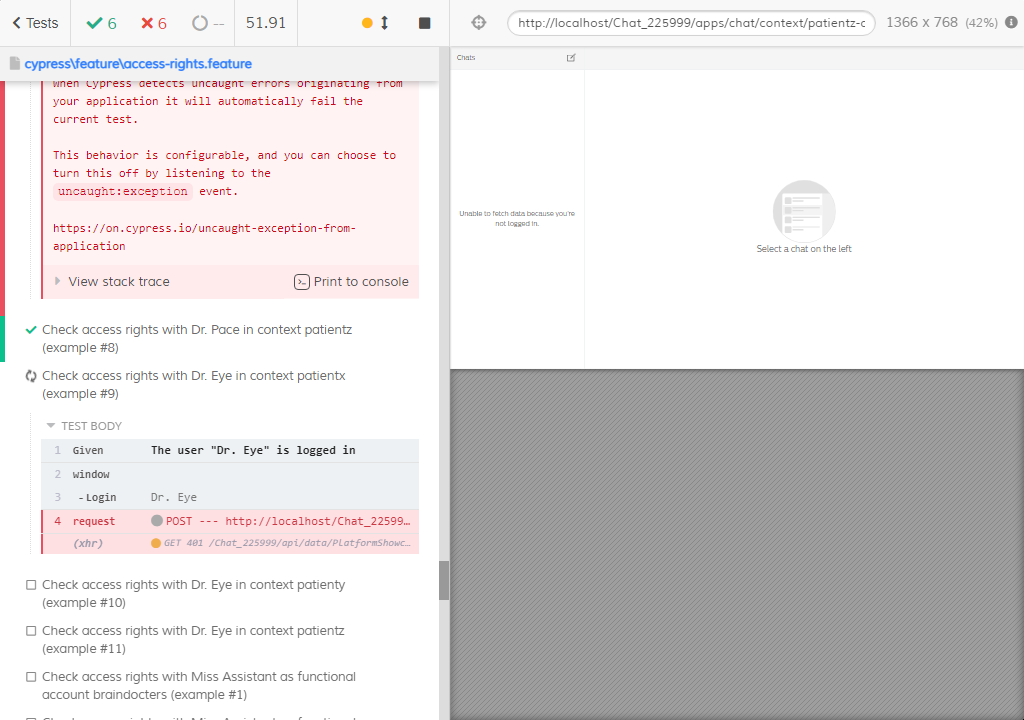 Tests
6
6
--
51.91
http://localhost/Chat_225999/apps/chat/context/patientz-c
1366 x 768 (42%)
cypress\feature\access-rights.feature
When Cypress detects uncaught errors originating from
your application it will automatically fail the
current test.
This behavior is configurable, and you can choose to
turn this off by listening to the
uncaught:exception event.
https://on.cypress.io/uncaught-exception-from-
application
View stack trace
Print to console
Check access rights with Dr. Pace in context patientz
(example #8)
Check access rights with Dr. Eye in context patientx
(example #9)
TEST BODY
1 Given The user "Dr. Eye" is logged in
2 window
3 -Login Dr. Eye
4 request POST --- http://localhost/Chat_22599…
(xhr) GET 401 /Chat_225999/api/data/PLatformShowc…
Check access rights with Dr. Eye in context patienty
(example #10)
Check access rights with Dr. Eye in context patientz
(example #11)
Check access rights with Miss Assistant as functional
account braindocters (example #1)
Chats
Unable to fetch data because you're
not logged in.
Select a chat on the left